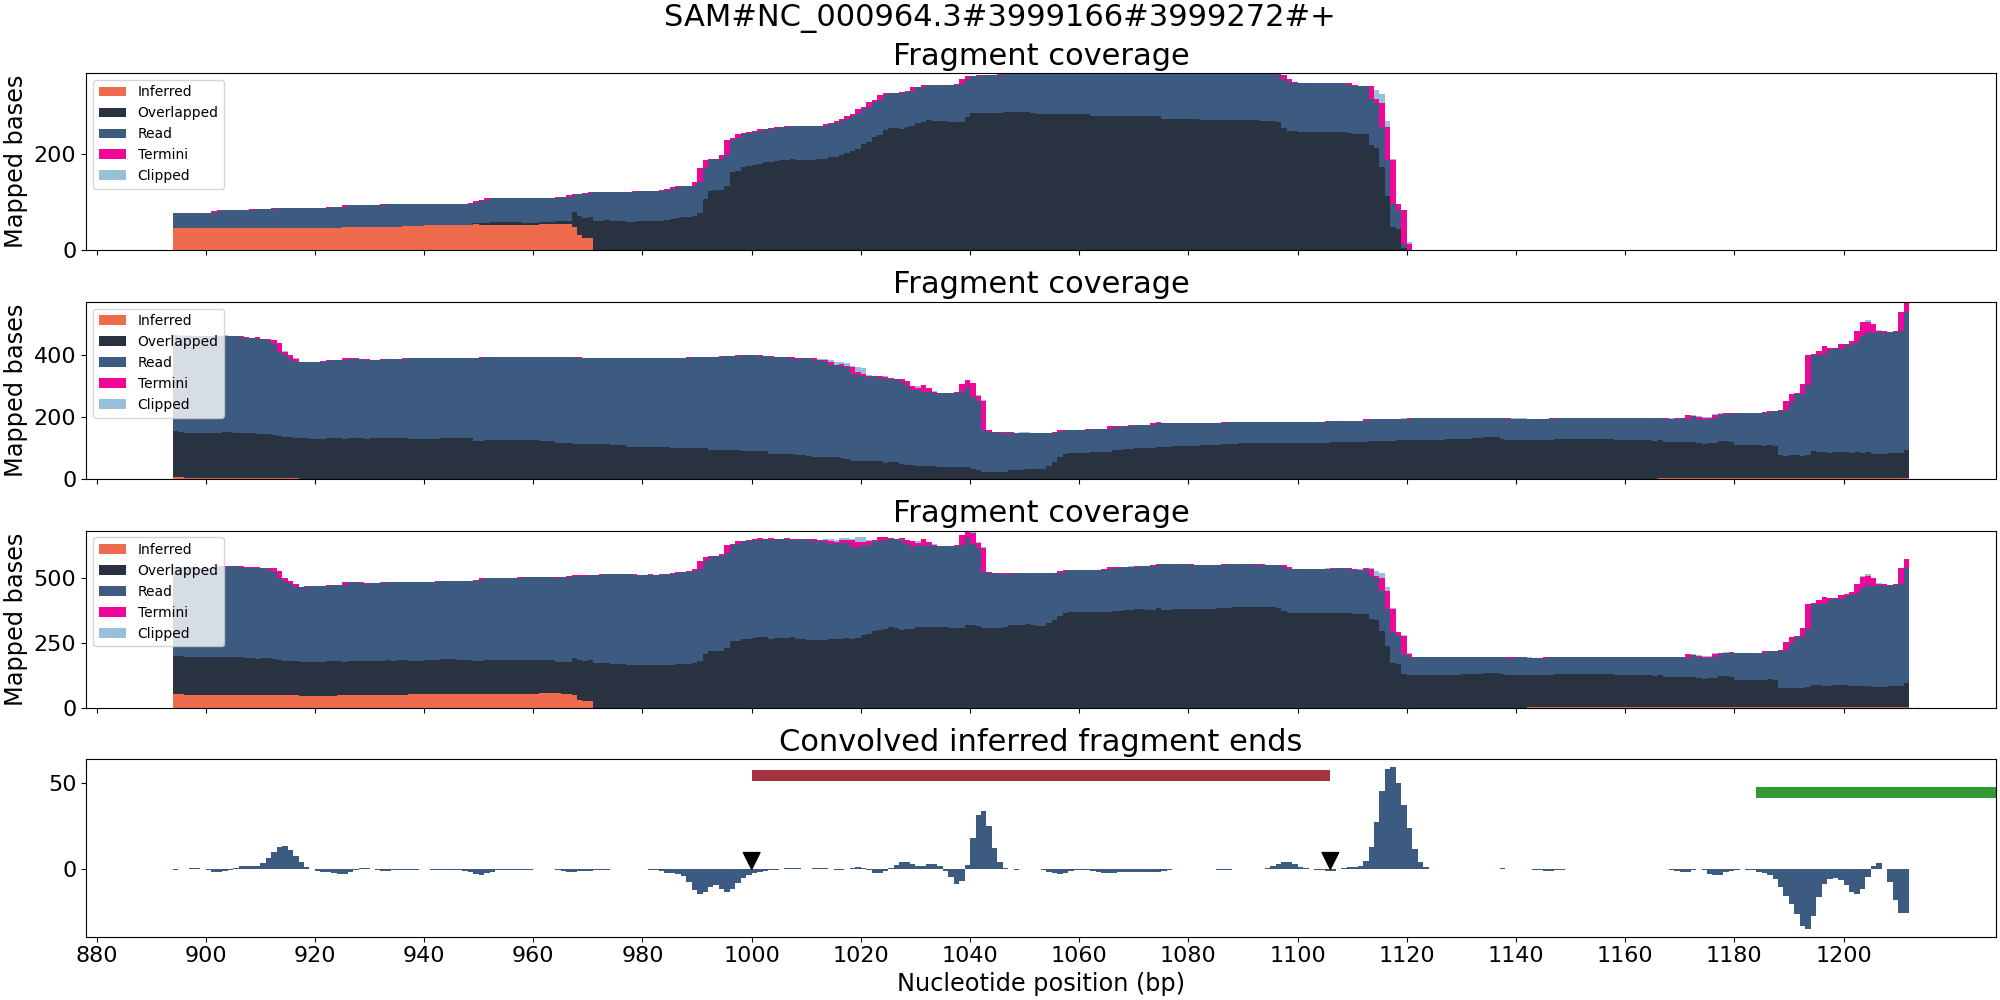 SAM#NC_000964.3#3999166#3999272#+
Fragment coverage
Mapped bases
200
0
Inferred
Overlapped
Read
Termini
Clipped
Fragment coverage
Mapped bases
400
200
0
Inferred
Overlapped
Read
Termini
Clipped
Fragment coverage
Mapped bases
500
250
0
Inferred
Overlapped
Read
Termini
Clipped
Convolved inferred fragment ends
50
0
880 900 920 940 960 980 1000 1020 1040 1060 1080 1100 1120 1140 1160 1180 1200
Nucleotide position (bp)